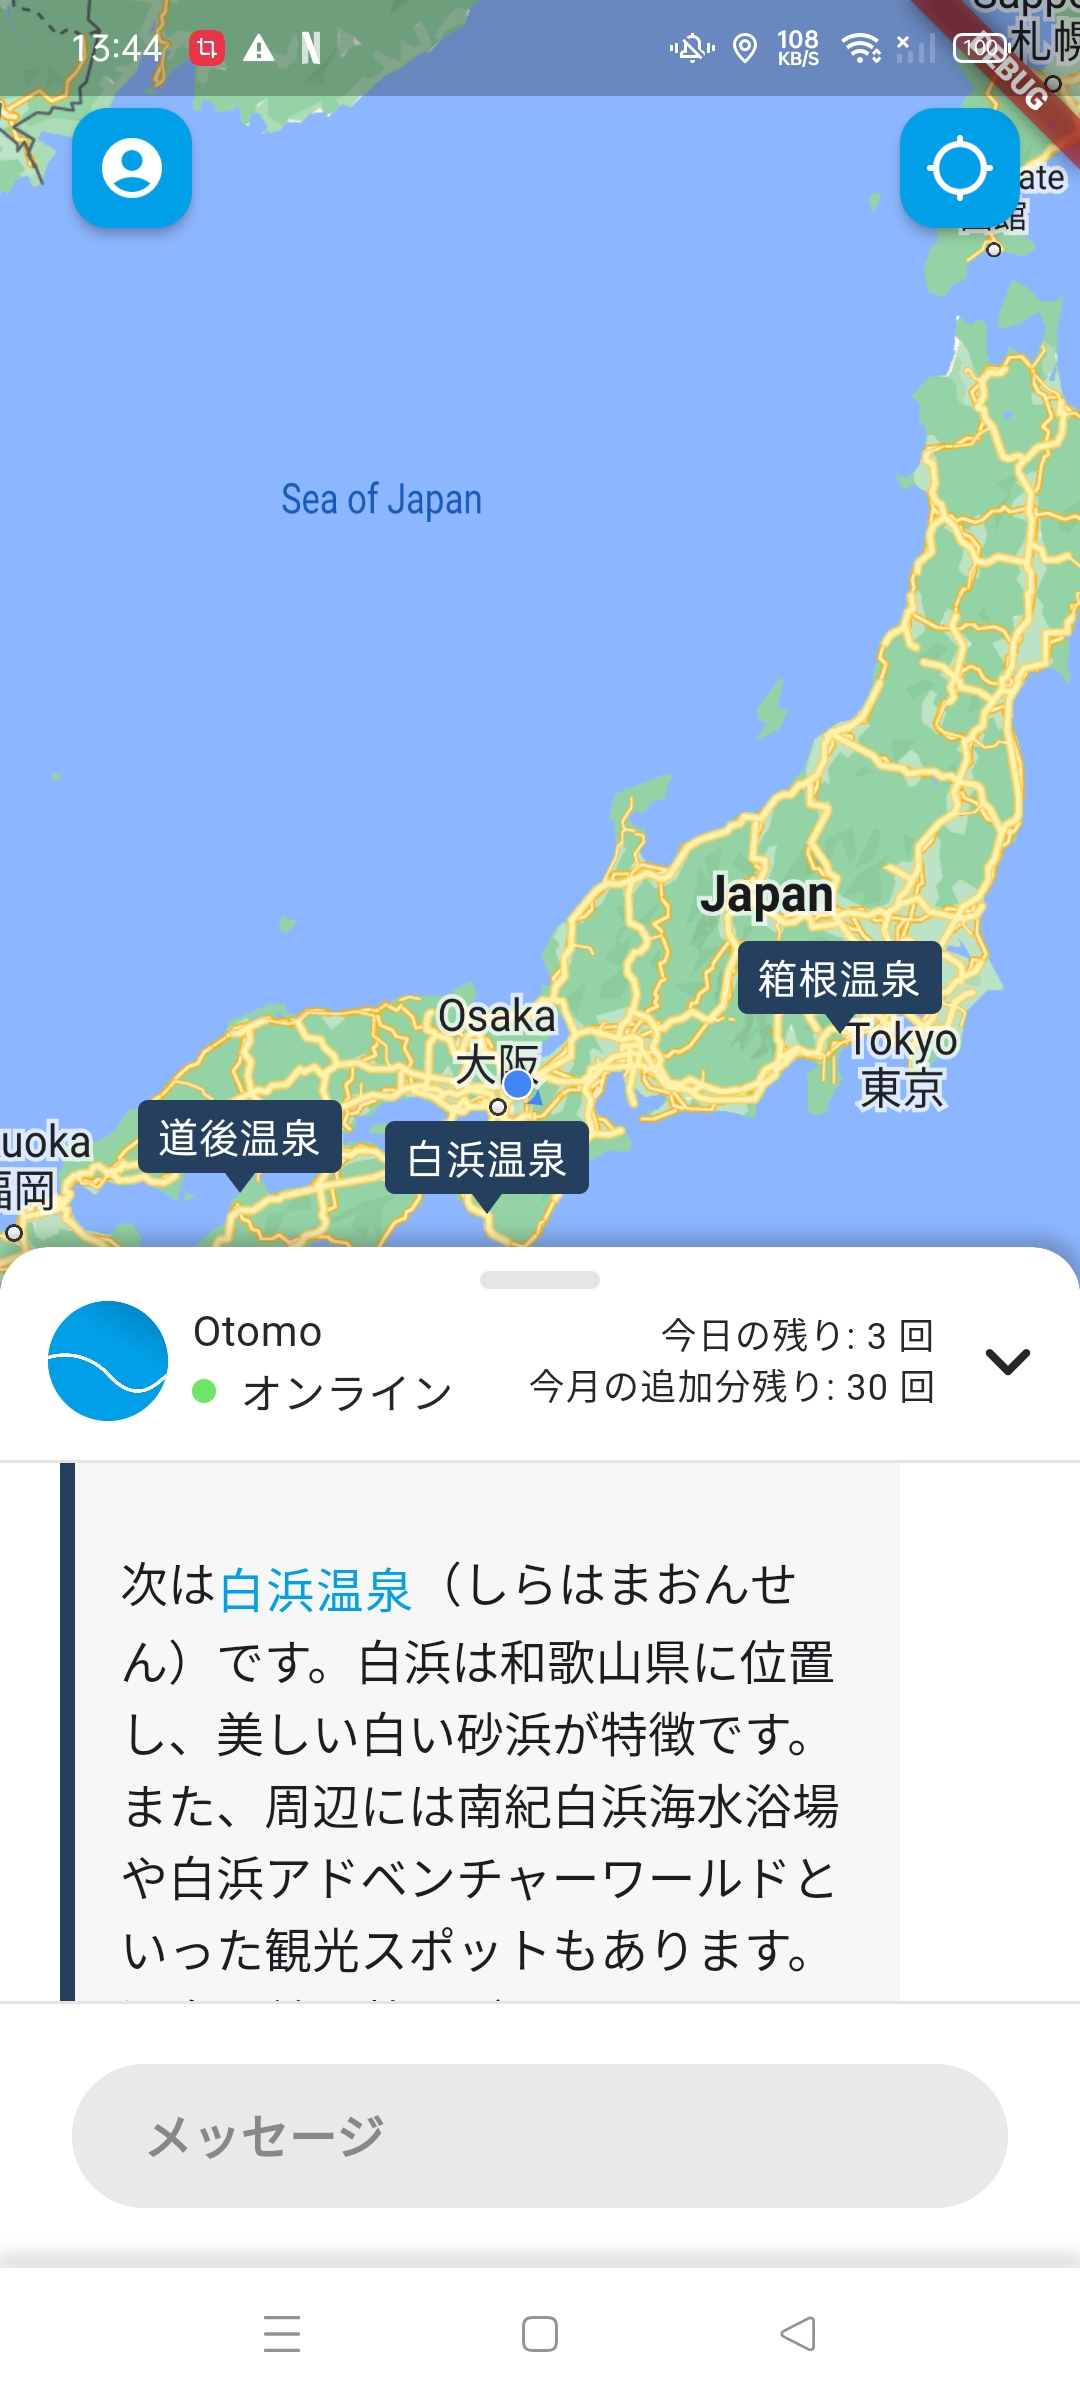 13:44
108
KB/S
100
DEBUG
札幌
Sea of Japan
Japan
箱根温泉
Osaka
大阪
Tokyo
東京
道後温泉
白浜温泉
Otomo
オンライン
今日の残り: 3 回
今月の追加分残り: 30 回
次は白浜温泉（しらはまおんせ
ん）です。白浜は和歌山県に位置
し、美しい白い砂浜が特徴です。
また、周辺には南紀白浜海水浴場
や白浜アドベンチャーワールドと
いった観光スポットもあります。
メッセージ